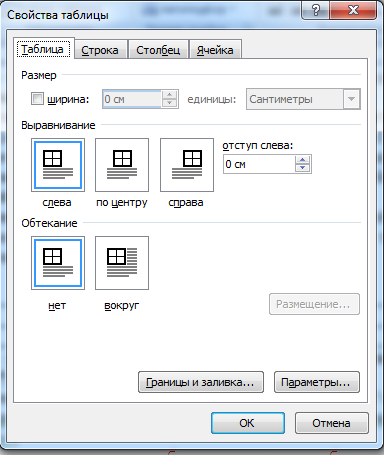 Свойства таблицы
Таблица Строка Столбец Ячейка
Размер
ширина: 0 см единицы: Сантиметры
Выравнивание
отступ слева:
0 см
слева по центру справа
Обтекание
нет вокруг
Размещение...
Границы и заливка... Параметры...
ОК Отмена